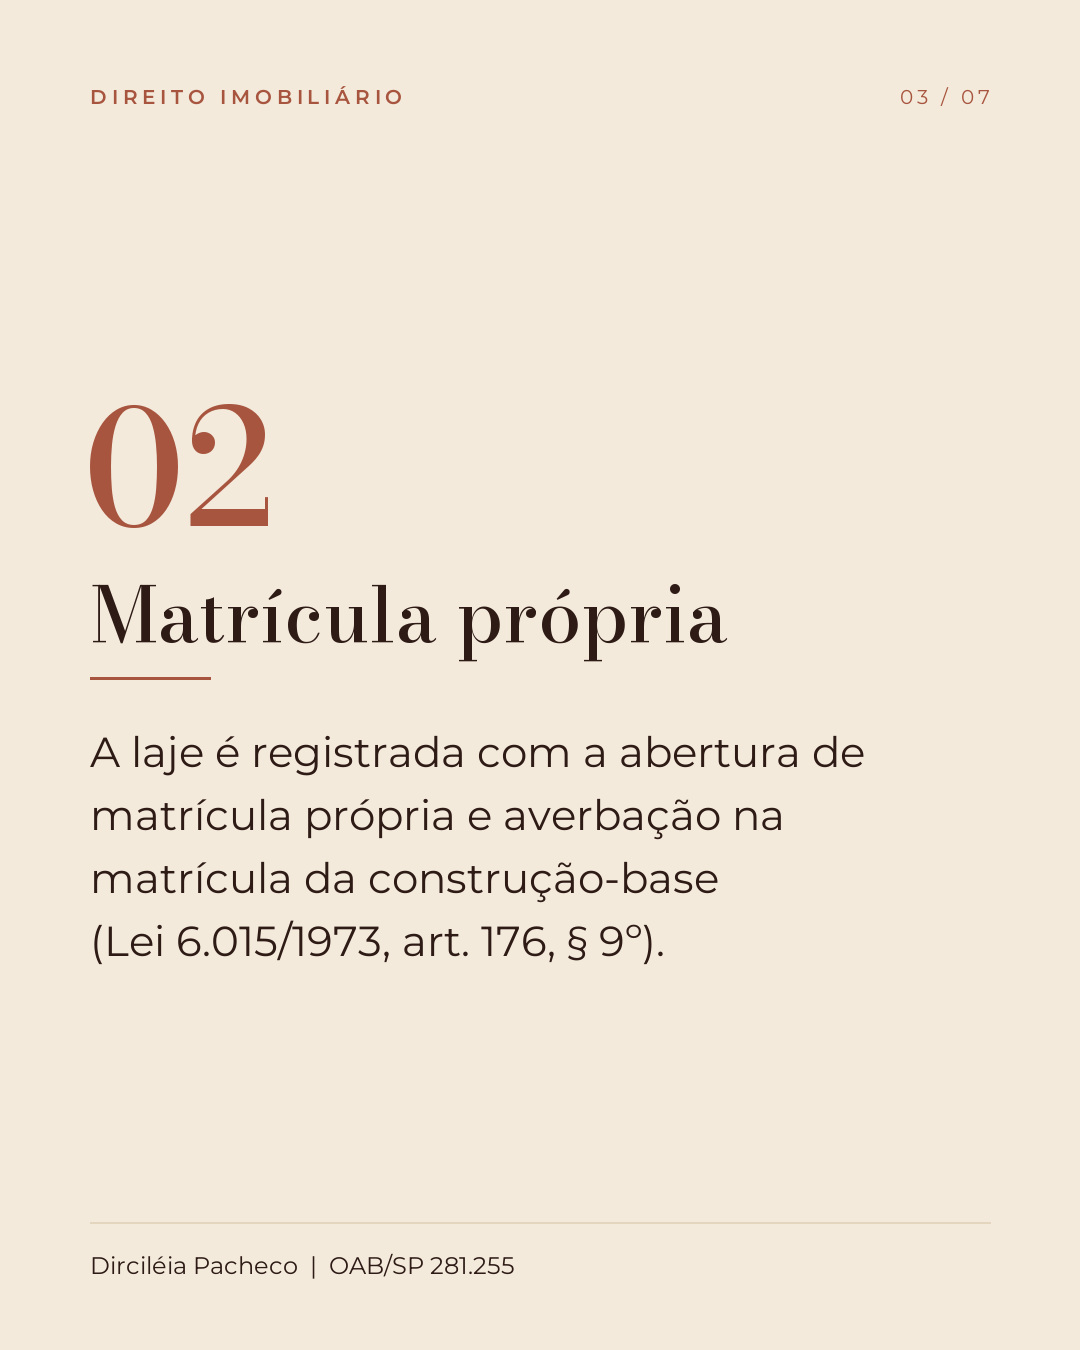 DIREITO IMOBILIÁRIO
03 / 07
02
Matrícula própria
A laje é registrada com a abertura de
matrícula própria e averbação na
matrícula da construção-base
(Lei 6.015/1973, art. 176, § 9º).
Dirciléia Pacheco | OAB/SP 281.255